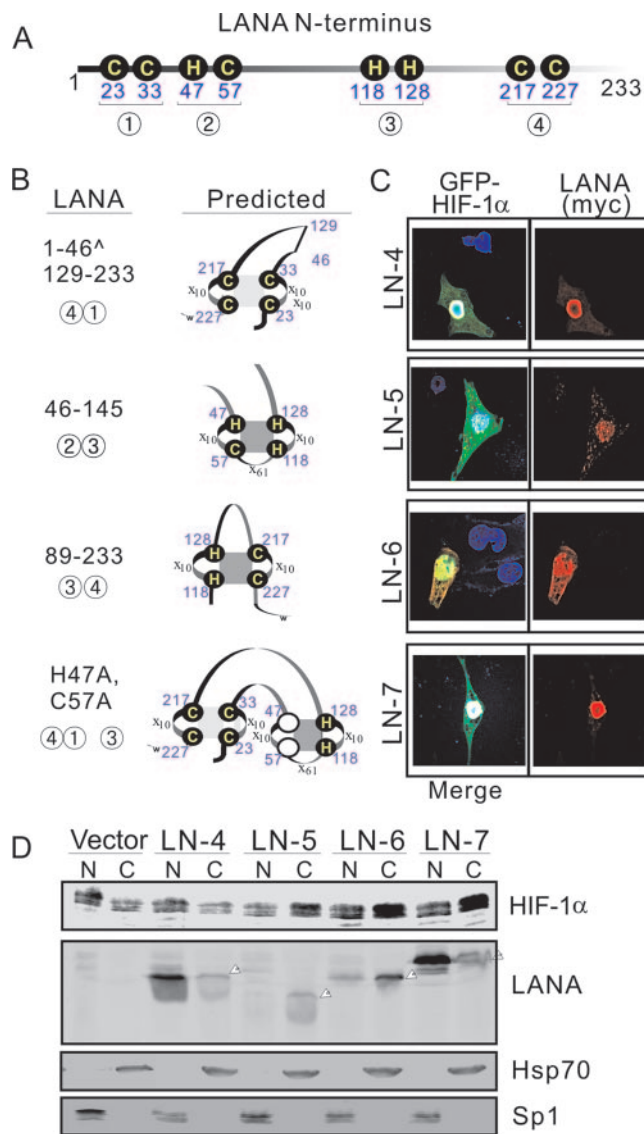 LANA N-terminus
A
C C H C H H C C
1 23 33 47 57 118 128 217 227 233
① ② ③ ④
B
LANA Predicted
1-46^
129-233
④①
129
46
217 33
C C
x10 x10
x10
C C
227 23
w
46-145
②③
47 128
H H
x10 x10
C H
57 118
x61
89-233
③④
128 217
H C
x10 x10
H C
118 227
w
H47A,
C57A
④① ③
217 33 47 128
C C H
x10 x10 x10 x10
C C H
227 23 57 118
w x61
C
GFP-
HIF-1α
LANA
(myc)
LN-4
LN-5
LN-6
LN-7
Merge
D
Vector LN-4 LN-5 LN-6 LN-7
N C N C N C N C N C
HIF-1α
LANA
Hsp70
Sp1